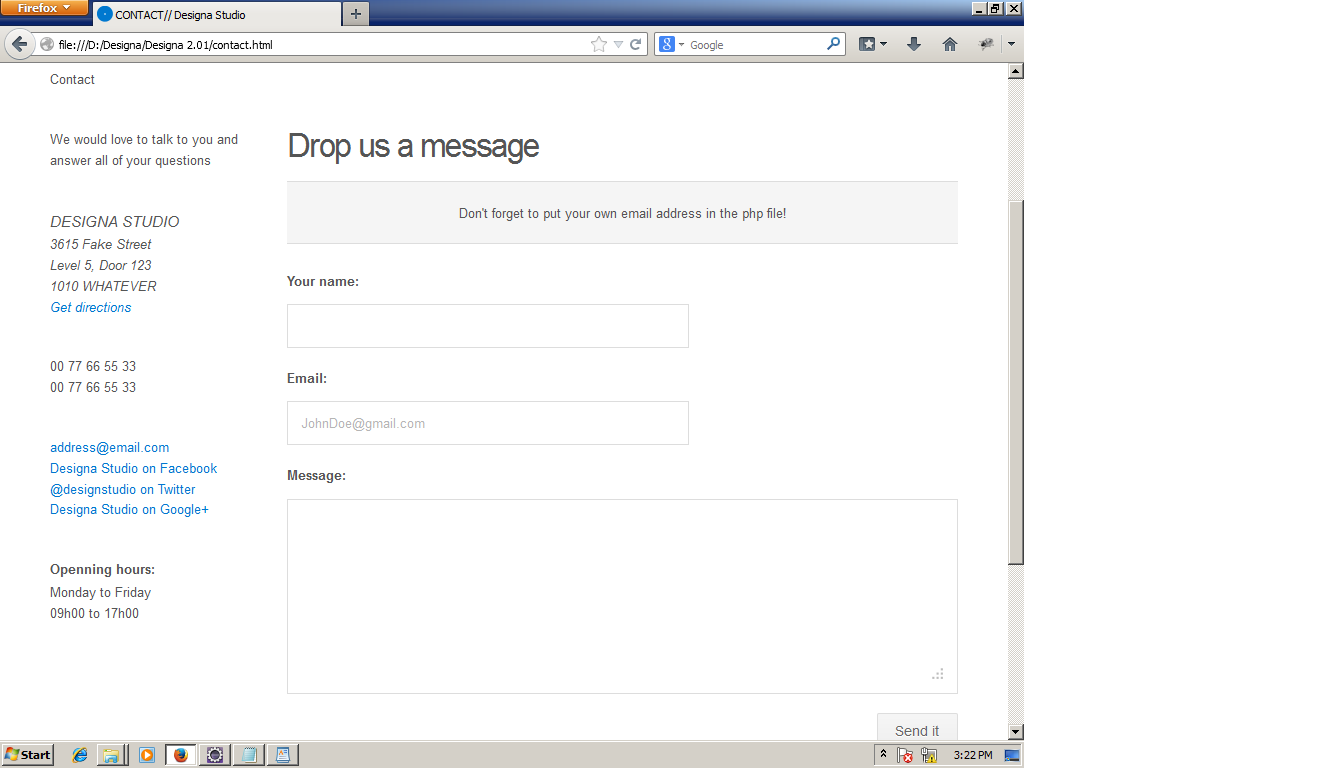 Firefox
CONTACT// Designa Studio
file:///D:/Designa/Designa 2.01/contact.html
8
Google
Contact
We would love to talk to you and
answer all of your questions
DESIGNA STUDIO
3615 Fake Street
Level 5, Door 123
1010 WHATEVER
Get directions
00 77 66 55 33
00 77 66 55 33
address@email.com
Designa Studio on Facebook
@designstudio on Twitter
Designa Studio on Google+
Openning hours:
Monday to Friday
09h00 to 17h00
Drop us a message
Don't forget to put your own email address in the php file!
Your name:
Email:
JohnDoe@gmail.com
Message:
Send it
Start
3:22 PM